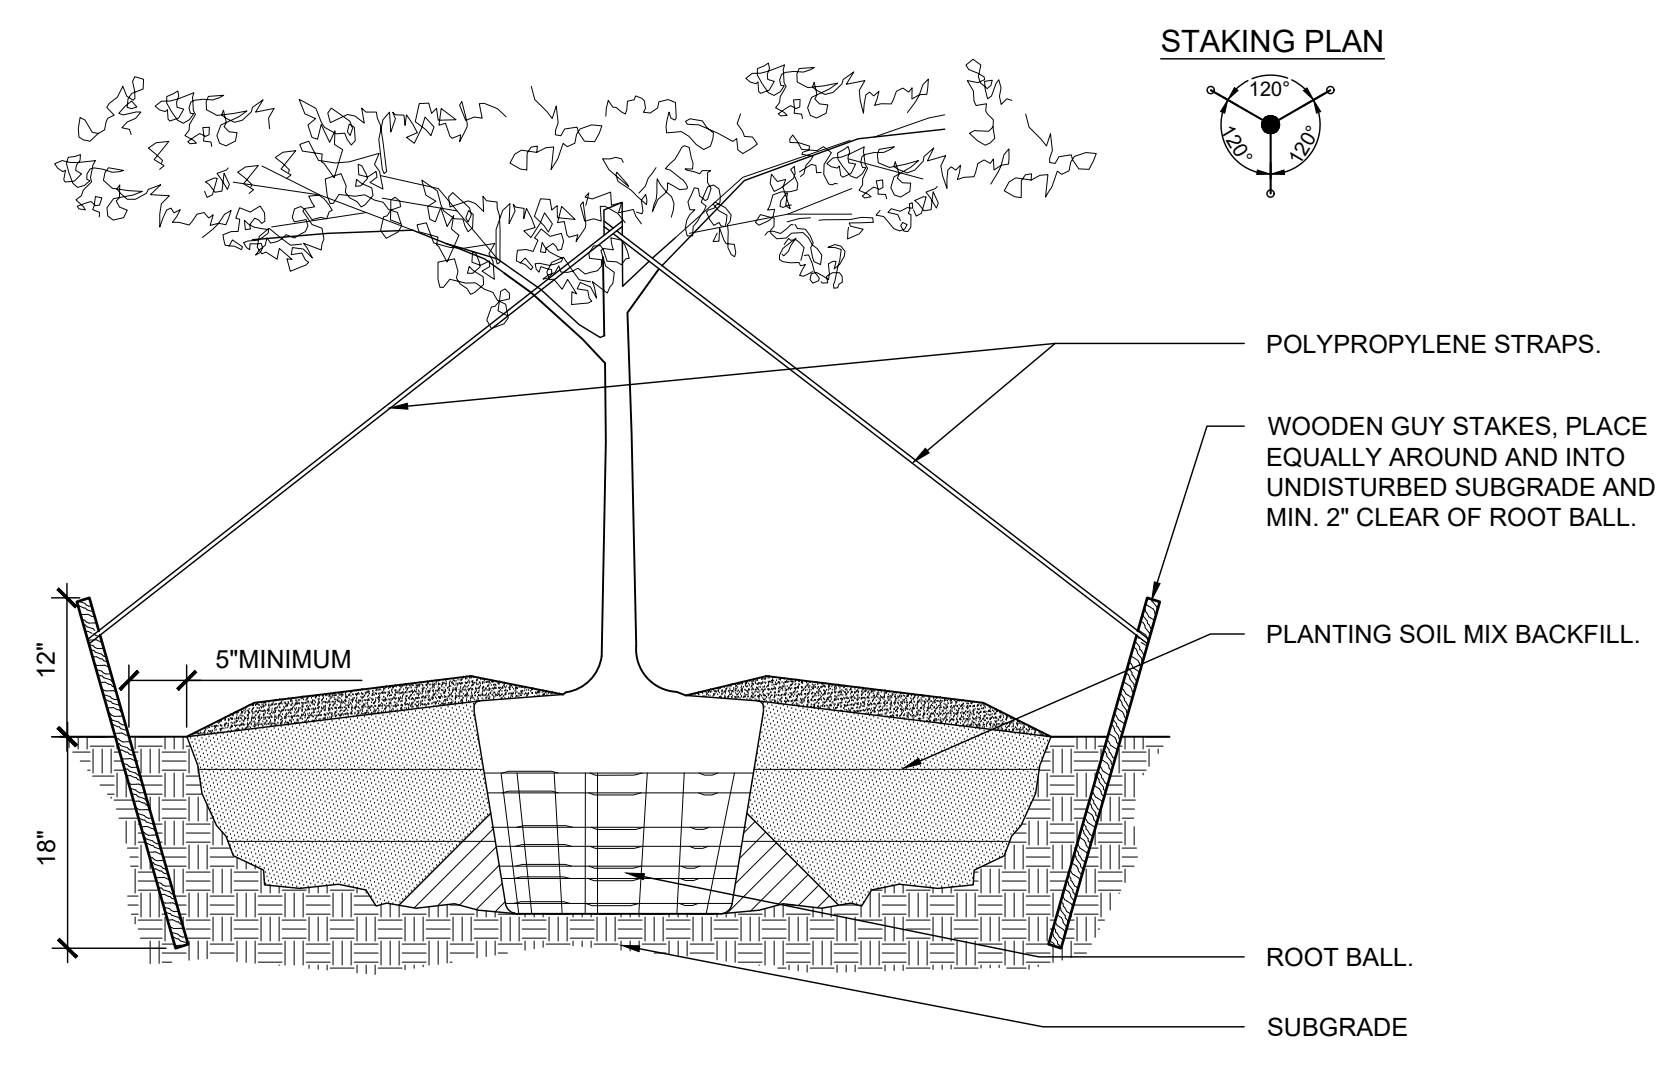 STAKING PLAN
120°
120°
120°
POLYPROPYLENE STRAPS.
WOODEN GUY STAKES, PLACE
EQUALLY AROUND AND INTO
UNDISTURBED SUBGRADE AND
MIN. 2" CLEAR OF ROOT BALL.
12"
5"MINIMUM
PLANTING SOIL MIX BACKFILL.
18"
ROOT BALL.
SUBGRADE